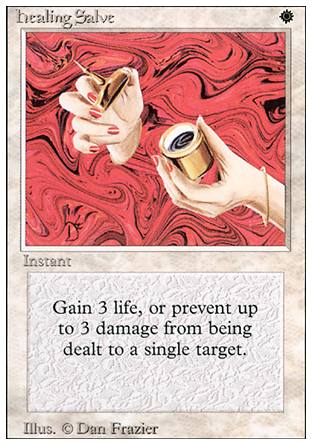 Healing Salve
Instant
Gain 3 life, or prevent up
to 3 damage from being
dealt to a single target.
Illus. © Dan Frazier